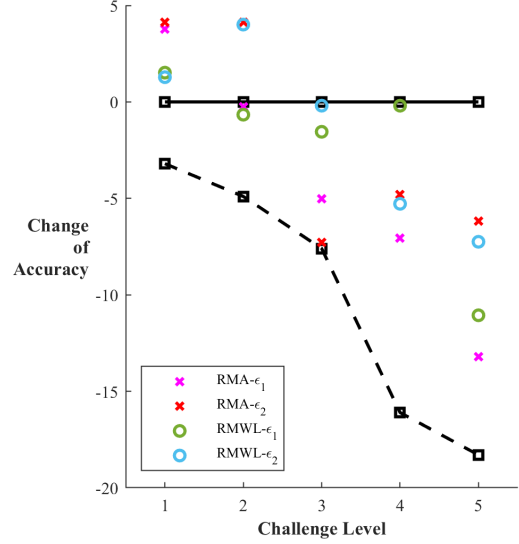 5
0
-5
-10
-15
-20
Change
of
Accuracy
RMA-ϵ₁
RMA-ϵ₂
RMWL-ϵ₁
RMWL-ϵ₂
1 2 3 4 5
Challenge Level